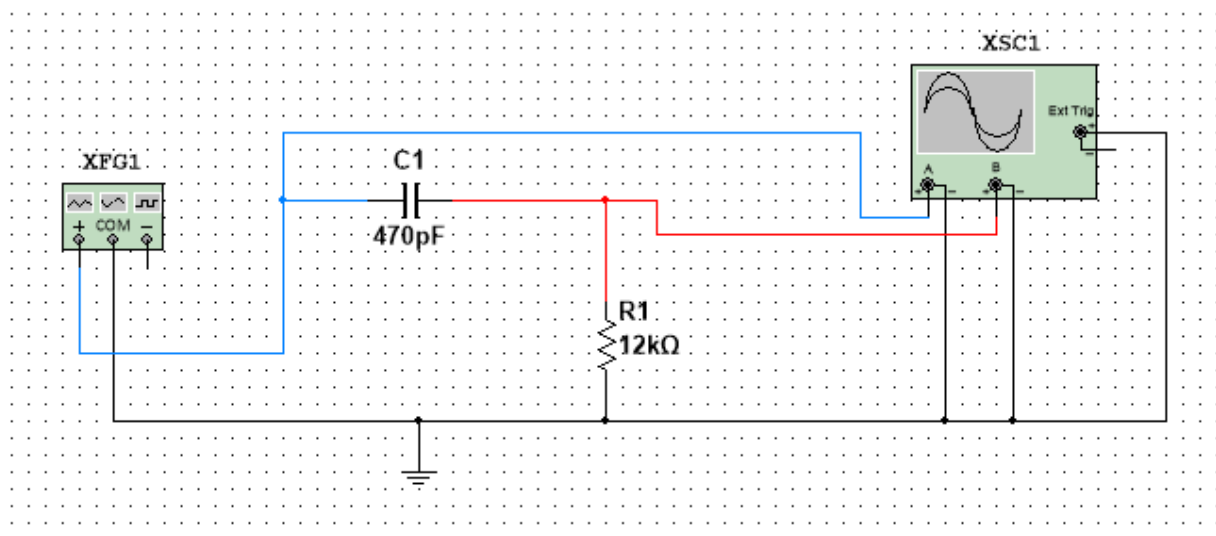 XSC1
Ext Trig
+
−
A
B
+ −
+ −
XFG1
+ COM −
C1
470pF
R1
12kΩ